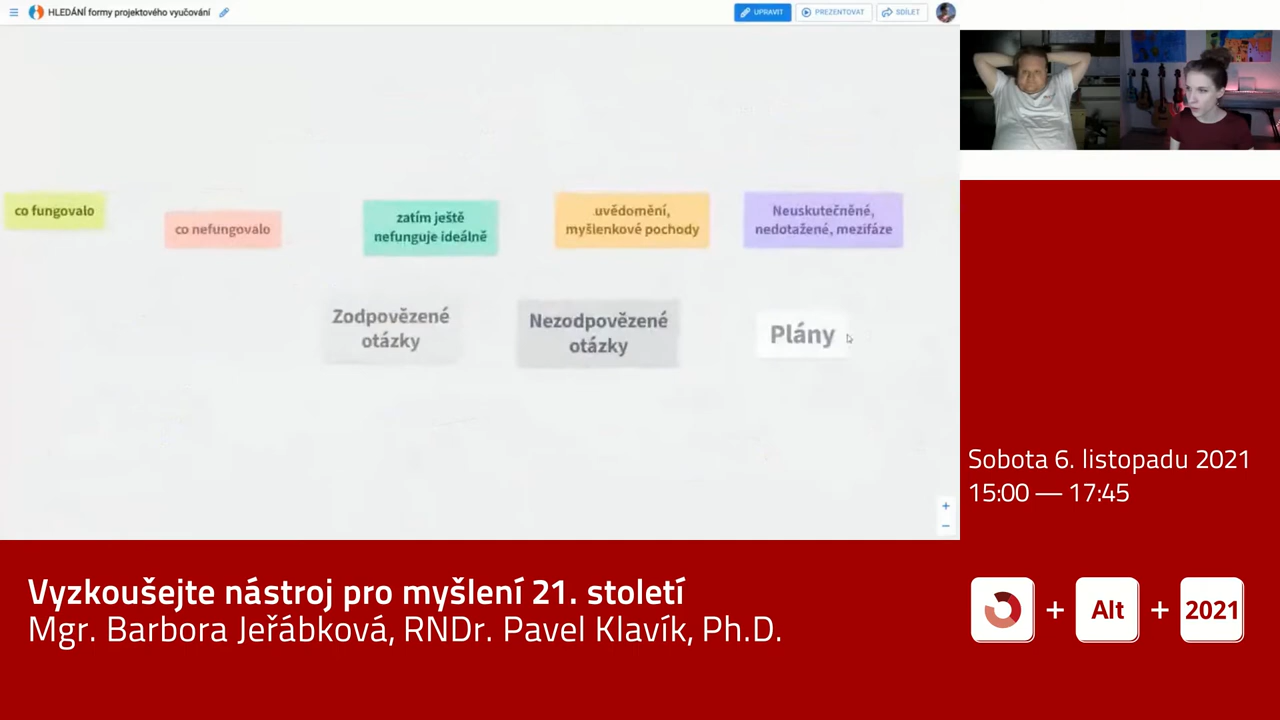 HLEDÁNÍ formy projektového vyučování
UPRAVIT
PREZENTOVAT
SDÍLET
co fungovalo
co nefungovalo
zatím ještě
nefunguje ideálně
uvědomění,
myšlenkové pochody
Neuskutečněné,
nedotažené, mezifáze
Zodpovězené
otázky
Nezodpovězené
otázky
Plány
Sobota 6. listopadu 2021
15:00 — 17:45
Vyzkoušejte nástroj pro myšlení 21. století
Mgr. Barbora Jeřábková, RNDr. Pavel Klavík, Ph.D.
+ Alt + 2021